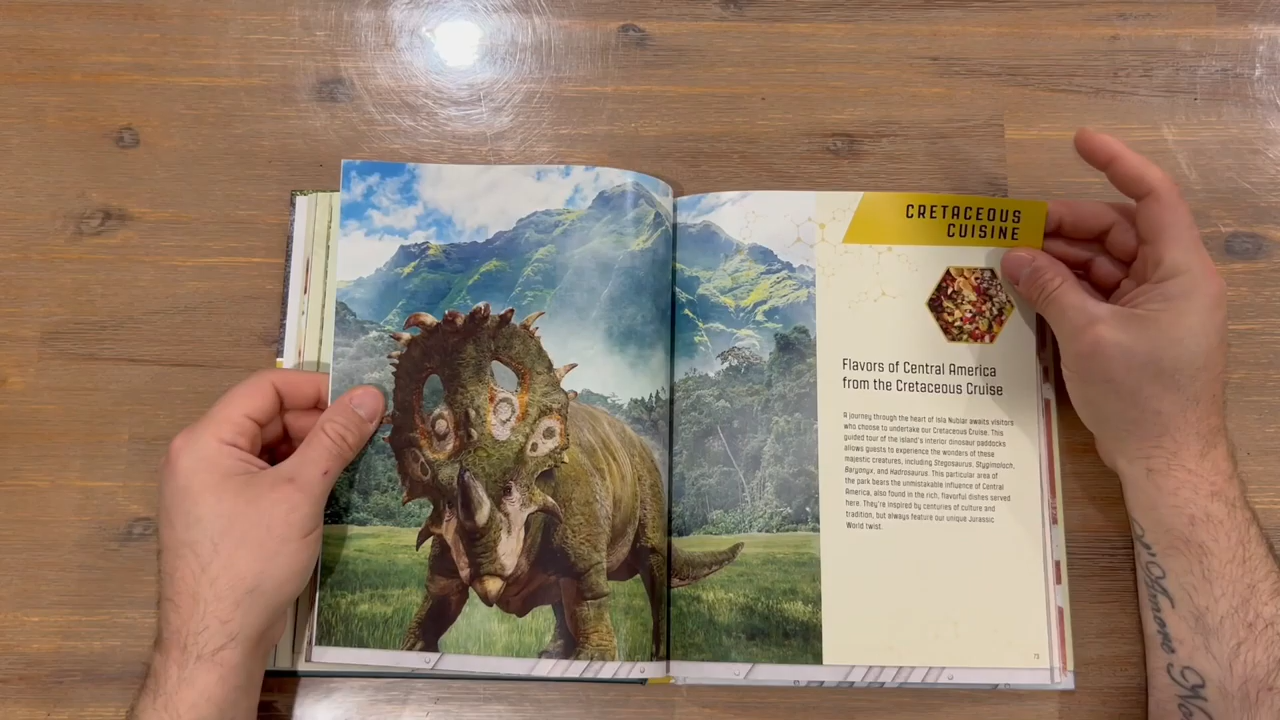 CRETACEOUS
CUISINE
Flavors of Central America
from the Cretaceous Cruise
A journey through the heart of Isla Nublar awaits visitors
who choose to undertake our Cretaceous Cruise. This
guided tour of the island's interior dinosaur paddocks
allows guests to experience the wonders of these
majestic creatures, including Stegosaurus, Stygimoloch,
Baryonyx, and Hadrosaurus. This particular area of
the park bears the unmistakable influence of Central
America, also found in the rich, flavorful dishes served
here. They're inspired by centuries of culture and
tradition, but always feature our unique Jurassic
World twist.
73